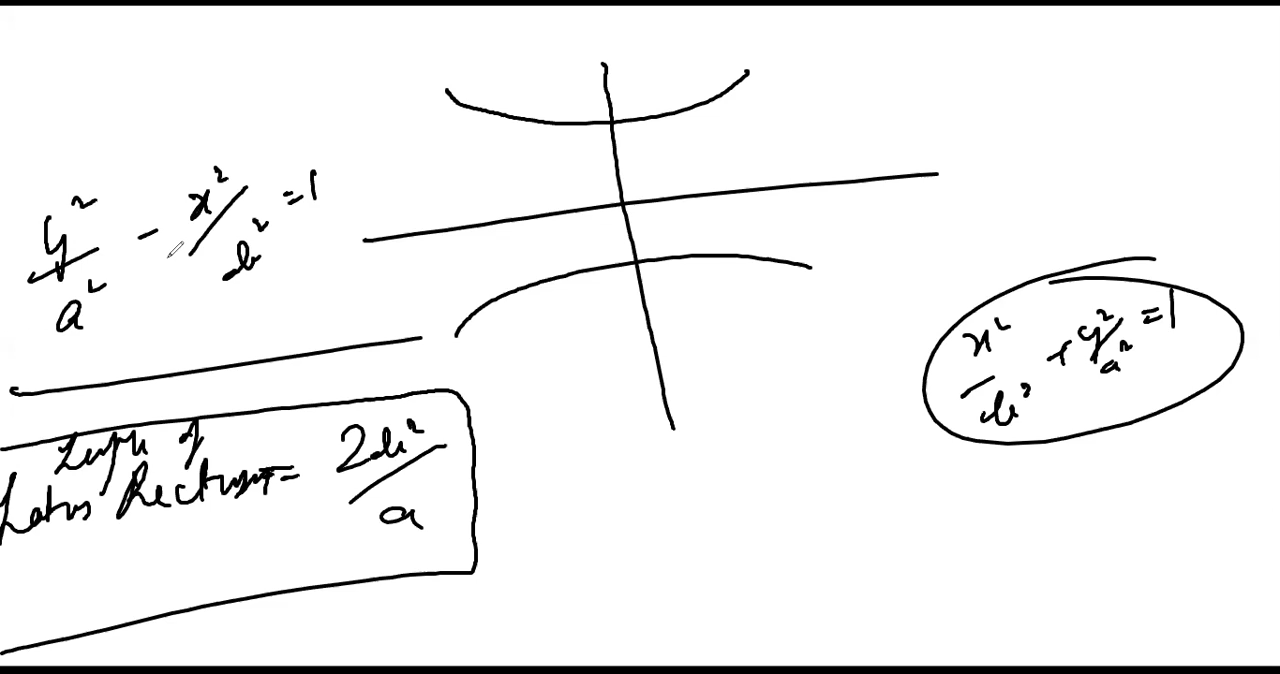 y²/a² - x²/b² = 1
x²/b² + y²/a² = 1
Length of
Latus Rectum = 2b²/a